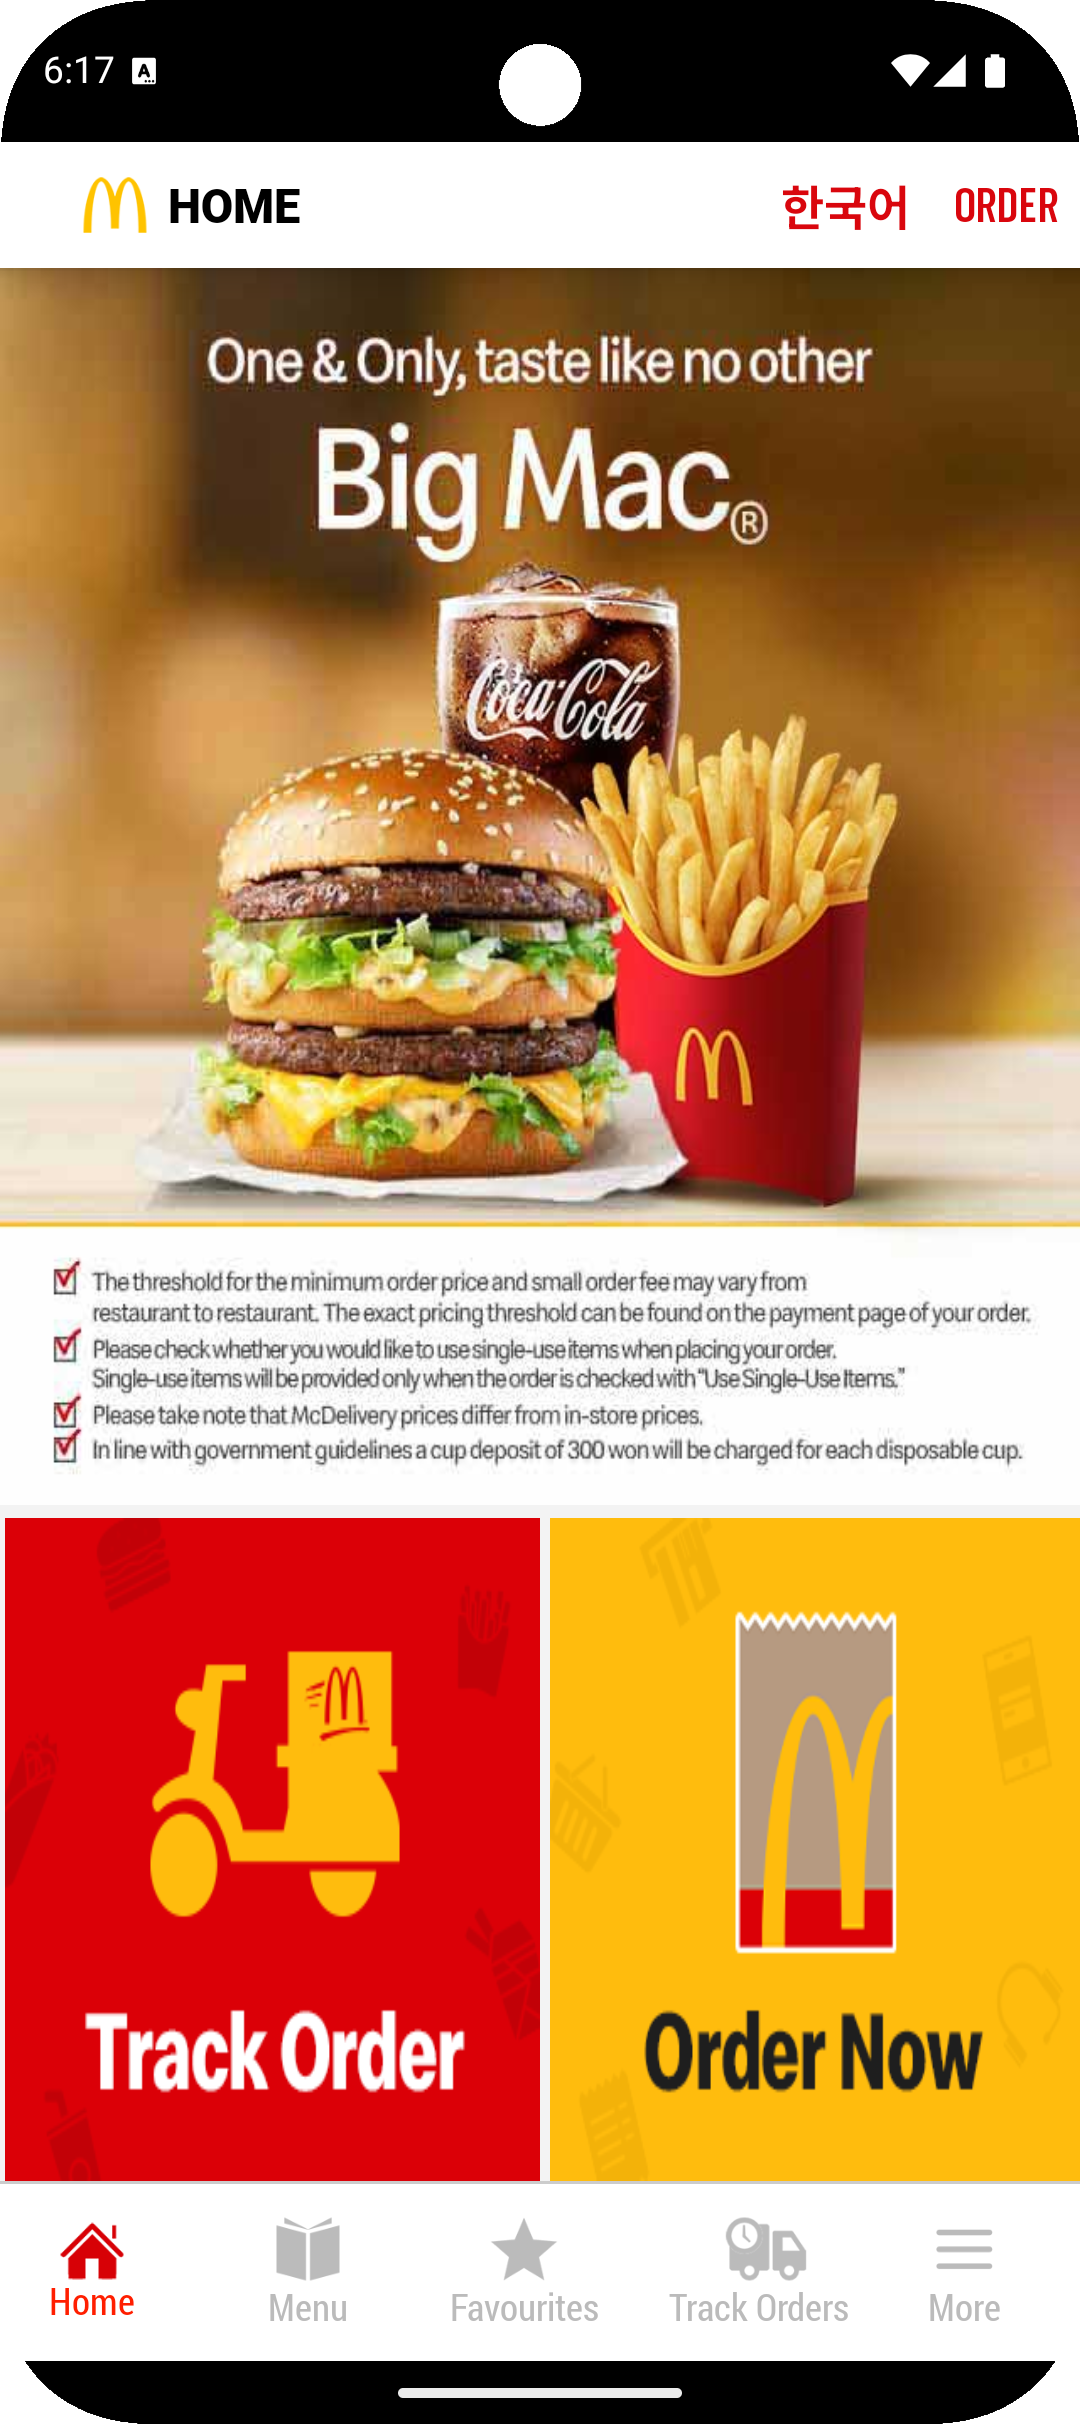 6:17
HOME
한국어
ORDER
One & Only, taste like no other
Big Mac®
Coca-Cola
The threshold for the minimum order price and small order fee may vary from
restaurant to restaurant. The exact pricing threshold can be found on the payment page of your order.
Please check whether you would like to use single-use items when placing your order.
Single-use items will be provided only when the order is checked with "Use Single-Use Items."
Please take note that McDelivery prices differ from in-store prices.
In line with government guidelines a cup deposit of 300 won will be charged for each disposable cup.
Track Order
Order Now
Home
Menu
Favourites
Track Orders
More